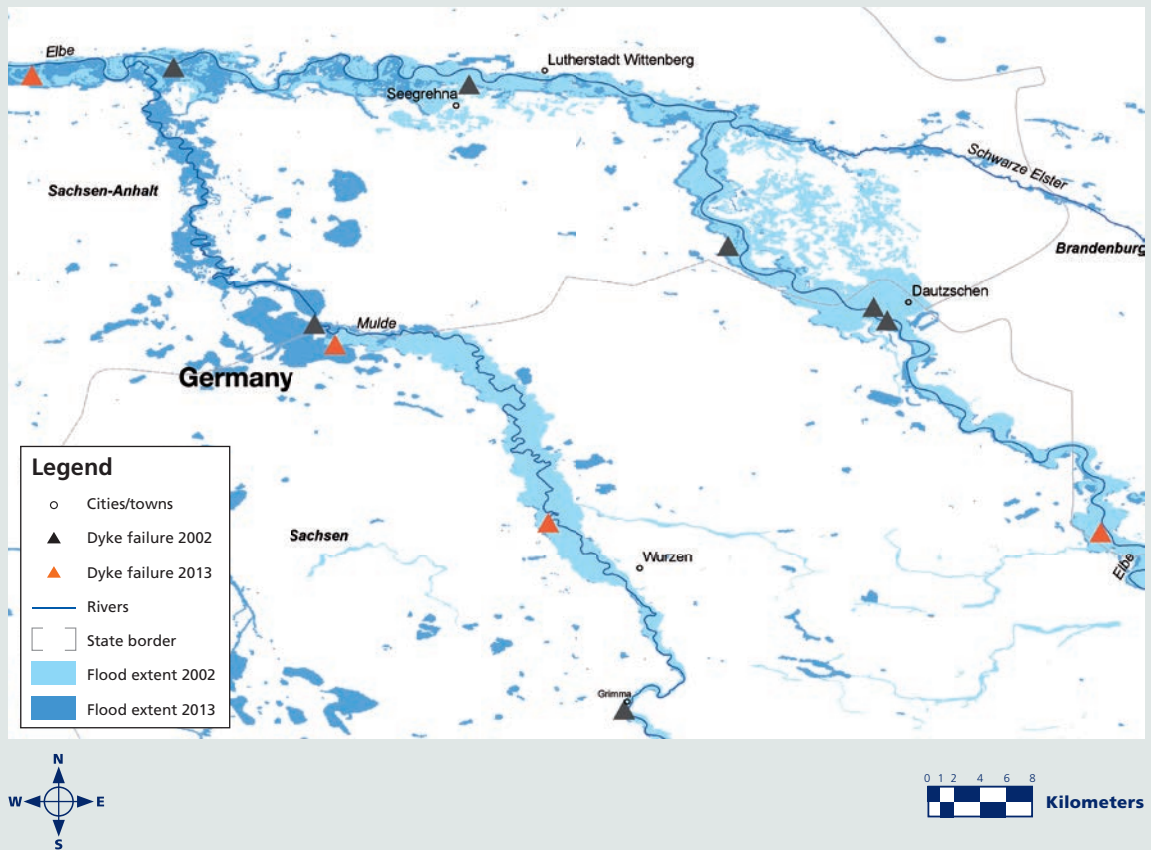 Elbe
Lutherstadt Wittenberg
Seegrehna
Schwarze Elster
Sachsen-Anhalt
Brandenburg
Dautzschen
Mulde
Germany
Legend
Cities/towns
Dyke failure 2002
Dyke failure 2013
Rivers
State border
Flood extent 2002
Flood extent 2013
Sachsen
Wurzen
Elbe
Grimma
N
W E
S
0 1 2 4 6 8
Kilometers